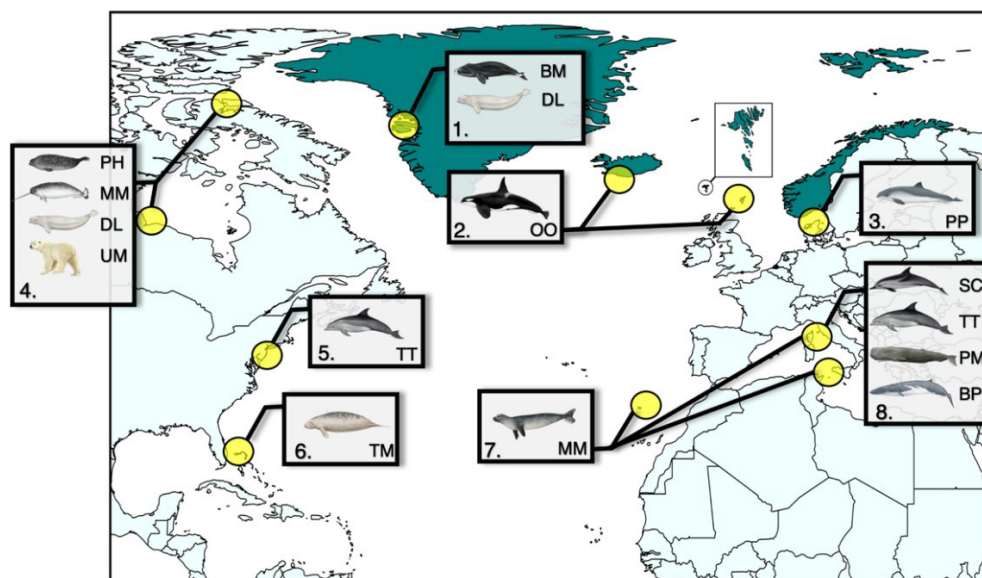 BM
DL
1.
2.
OO
3.
PP
PH
MM
DL
UM
4.
5.
TT
6.
TM
7.
MM
SC
TT
PM
BP
8.